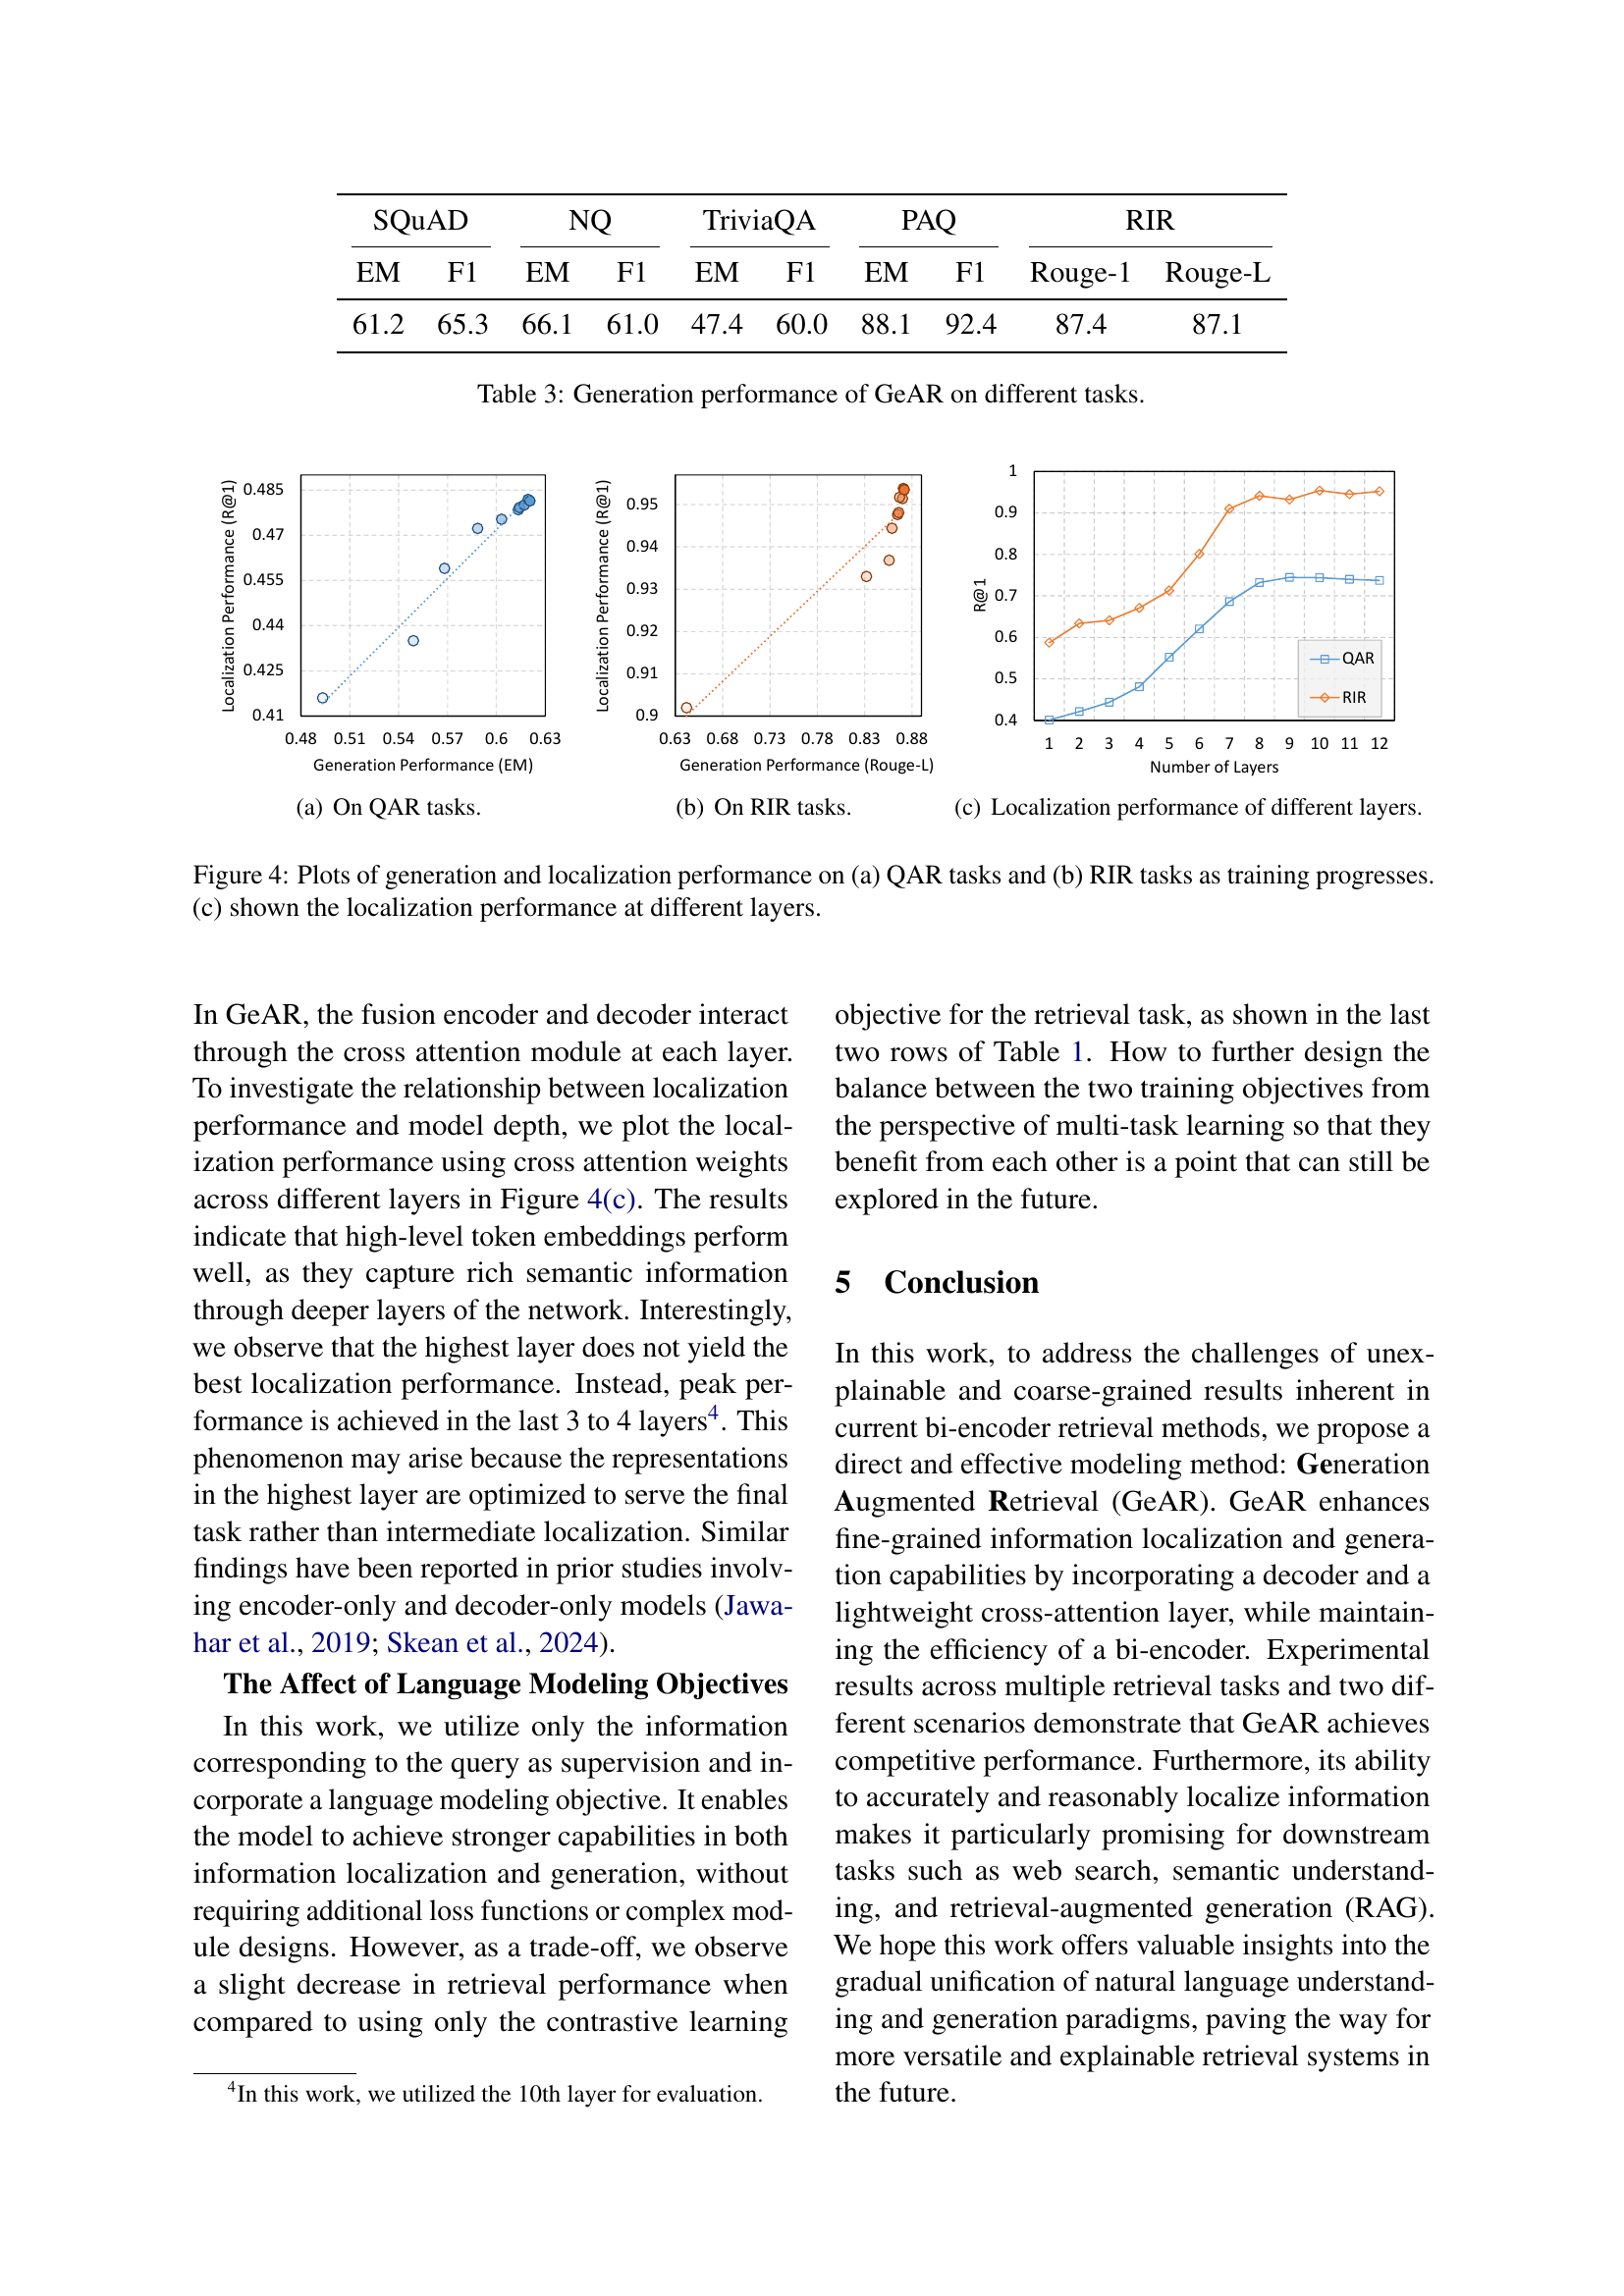 SQuAD NQ TriviaQA PAQ RIR
EM F1 EM F1 EM F1 EM F1 Rouge-1 Rouge-L
61.2 65.3 66.1 61.0 47.4 60.0 88.1 92.4 87.4 87.1
Table 3: Generation performance of GeAR on different tasks.
Localization Performance (R@1)
0.485
0.47
0.455
0.44
0.425
0.41
0.48 0.51 0.54 0.57 0.6 0.63
Generation Performance (EM)
(a) On QAR tasks.
Localization Performance (R@1)
0.95
0.94
0.93
0.92
0.91
0.9
0.63 0.68 0.73 0.78 0.83 0.88
Generation Performance (Rouge-L)
(b) On RIR tasks.
R@1
1
0.9
0.8
0.7
0.6
0.5
0.4
QAR
RIR
1 2 3 4 5 6 7 8 9 10 11 12
Number of Layers
(c) Localization performance of different layers.
Figure 4: Plots of generation and localization performance on (a) QAR tasks and (b) RIR tasks as training progresses.
(c) shown the localization performance at different layers.
In GeAR, the fusion encoder and decoder interact
through the cross attention module at each layer.
To investigate the relationship between localization
performance and model depth, we plot the local-
ization performance using cross attention weights
across different layers in Figure 4(c). The results
indicate that high-level token embeddings perform
well, as they capture rich semantic information
through deeper layers of the network. Interestingly,
we observe that the highest layer does not yield the
best localization performance. Instead, peak per-
formance is achieved in the last 3 to 4 layers4. This
phenomenon may arise because the representations
in the highest layer are optimized to serve the final
task rather than intermediate localization. Similar
findings have been reported in prior studies involv-
ing encoder-only and decoder-only models (Jawa-
har et al., 2019; Skean et al., 2024).
The Affect of Language Modeling Objectives
In this work, we utilize only the information
corresponding to the query as supervision and in-
corporate a language modeling objective. It enables
the model to achieve stronger capabilities in both
information localization and generation, without
requiring additional loss functions or complex mod-
ule designs. However, as a trade-off, we observe
a slight decrease in retrieval performance when
compared to using only the contrastive learning
4In this work, we utilized the 10th layer for evaluation.
objective for the retrieval task, as shown in the last
two rows of Table 1. How to further design the
balance between the two training objectives from
the perspective of multi-task learning so that they
benefit from each other is a point that can still be
explored in the future.
5 Conclusion
In this work, to address the challenges of unex-
plainable and coarse-grained results inherent in
current bi-encoder retrieval methods, we propose a
direct and effective modeling method: Generation
Augmented Retrieval (GeAR). GeAR enhances
fine-grained information localization and genera-
tion capabilities by incorporating a decoder and a
lightweight cross-attention layer, while maintain-
ing the efficiency of a bi-encoder. Experimental
results across multiple retrieval tasks and two dif-
ferent scenarios demonstrate that GeAR achieves
competitive performance. Furthermore, its ability
to accurately and reasonably localize information
makes it particularly promising for downstream
tasks such as web search, semantic understand-
ing, and retrieval-augmented generation (RAG).
We hope this work offers valuable insights into the
gradual unification of natural language understand-
ing and generation paradigms, paving the way for
more versatile and explainable retrieval systems in
the future.